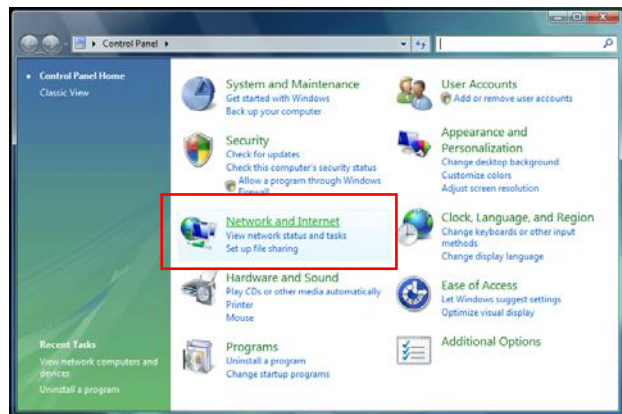 Control Panel
Control Panel Home
Classic View
System and Maintenance
Get started with Windows
Back up your computer
Security
Check for updates
Check this computer's security status
Allow a program through Windows
Firewall
Network and Internet
View network status and tasks
Set up file sharing
Hardware and Sound
Play CDs or other media automatically
Printer
Mouse
Programs
Uninstall a program
Change startup programs
User Accounts
Add or remove user accounts
Appearance and
Personalization
Change desktop background
Customize colors
Adjust screen resolution
Clock, Language, and Region
Change keyboards or other input
methods
Change display language
Ease of Access
Let Windows suggest settings
Optimize visual display
Additional Options
Recent Tasks
View network computers and
devices
Uninstall a program